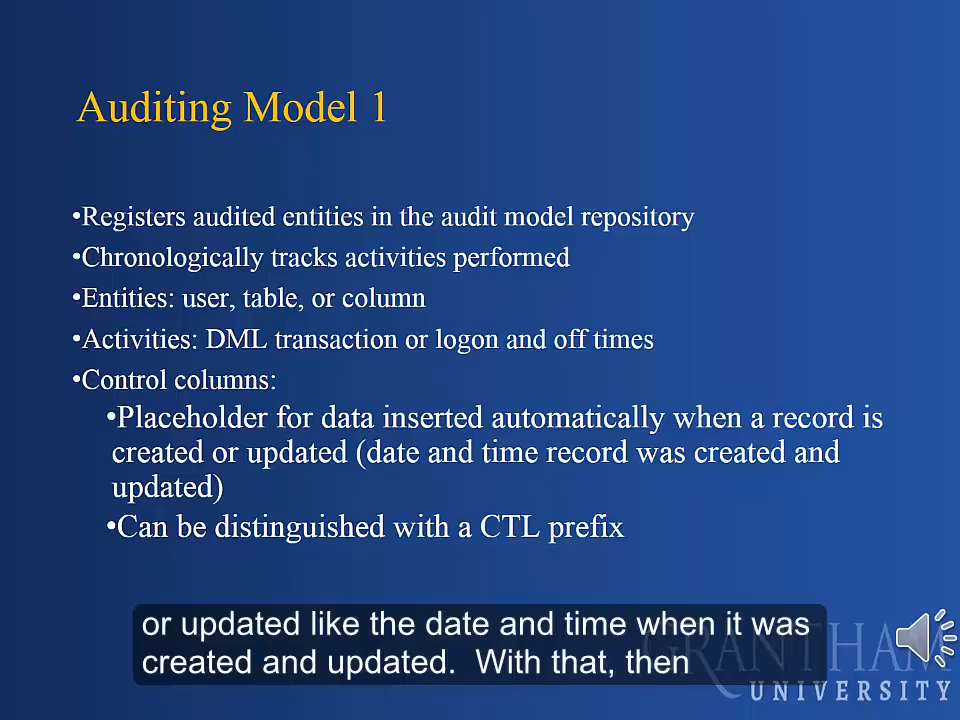 Auditing Model 1
•Registers audited entities in the audit model repository
•Chronologically tracks activities performed
•Entities: user, table, or column
•Activities: DML transaction or logon and off times
•Control columns:
•Placeholder for data inserted automatically when a record is
created or updated (date and time record was created and
updated)
•Can be distinguished with a CTL prefix
or updated like the date and time when it was
created and updated.  With that, then
GRANTHAM
UNIVERSITY